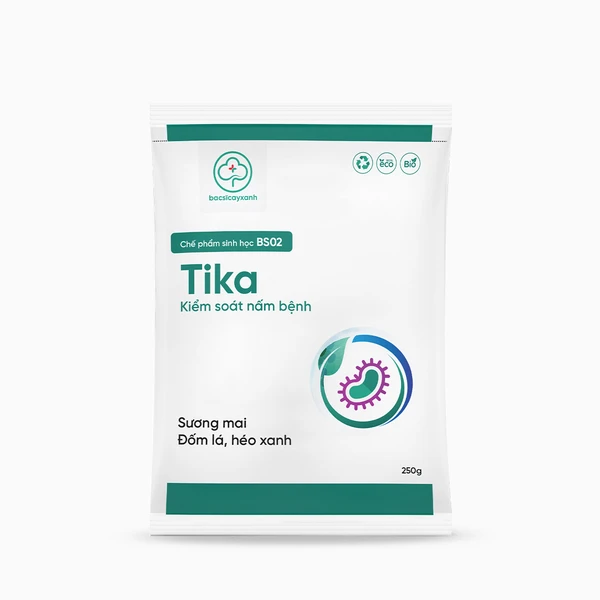 bacsicayxanh
eco
Bio
Chế phẩm sinh học BS02
Tika
Kiểm soát nấm bệnh
Sương mai
Đốm lá, héo xanh
250g